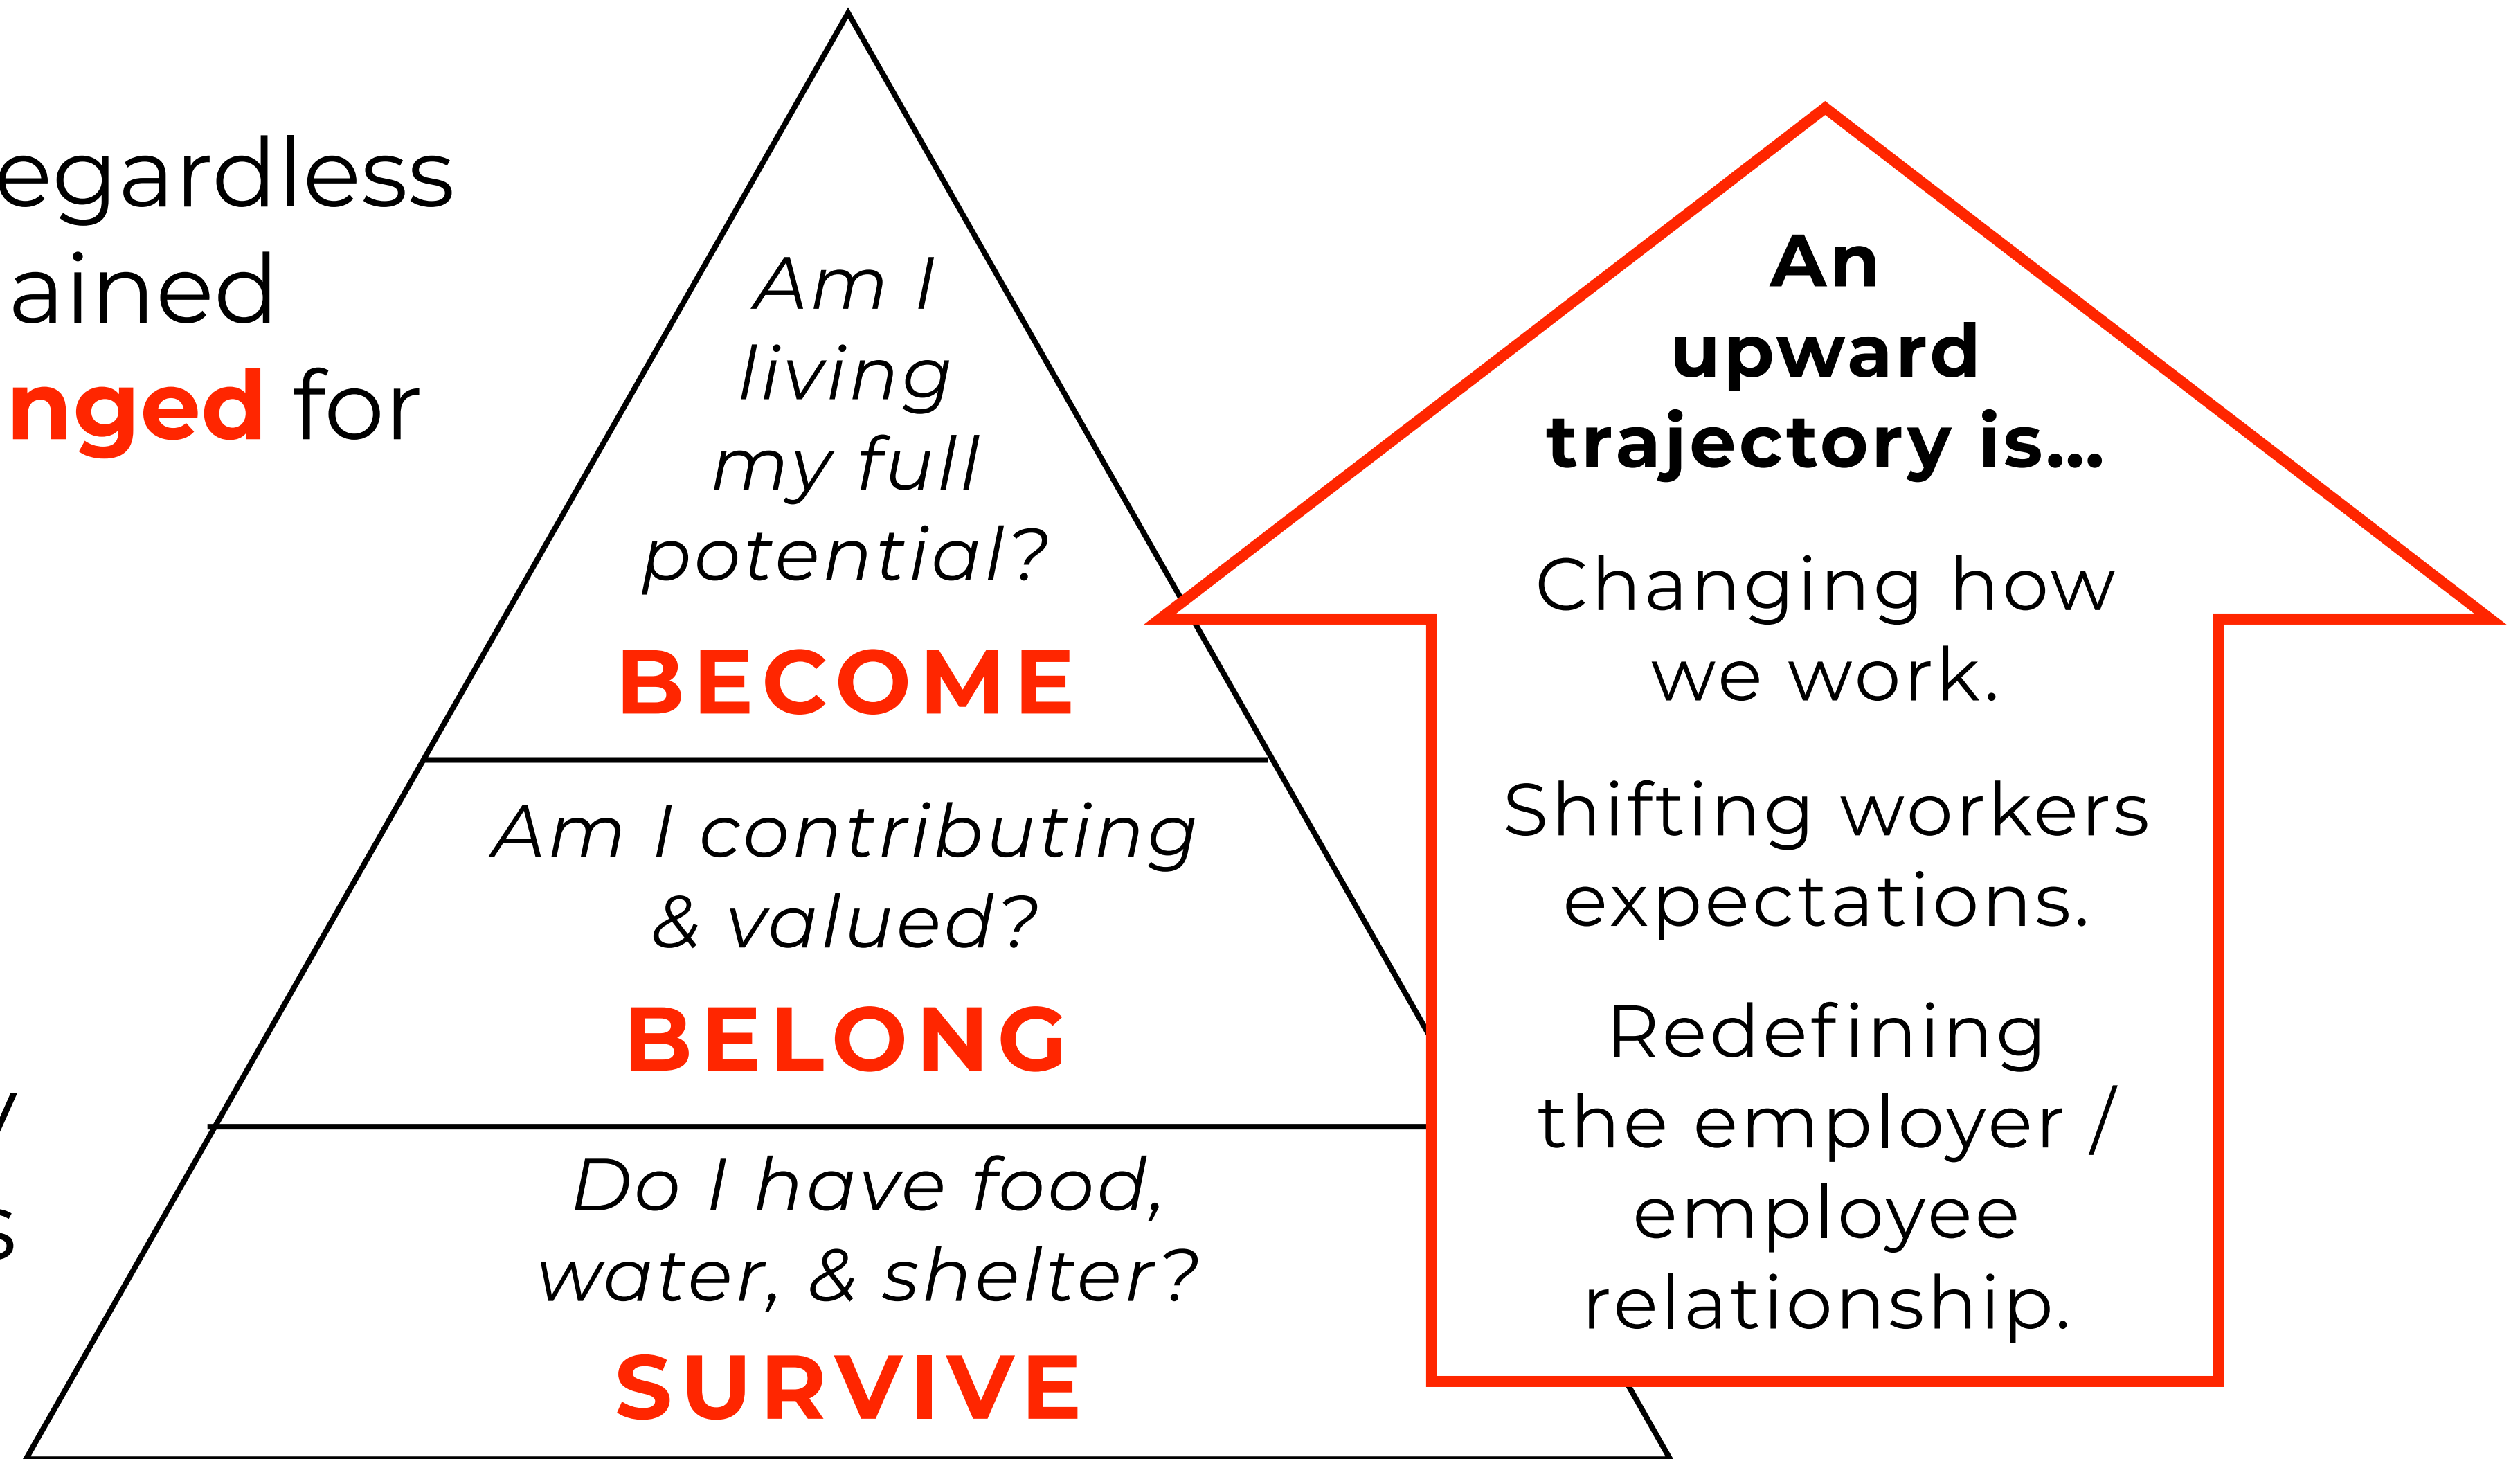 egardless
ained
nged for
Am I
living
my full
potential?
BECOME
Am I contributing
& valued?
BELONG
Do I have food,
water, & shelter?
SURVIVE
An
upward
trajectory is...
Changing how
we work.
Shifting workers
expectations.
Redefining
the employer /
employee
relationship.